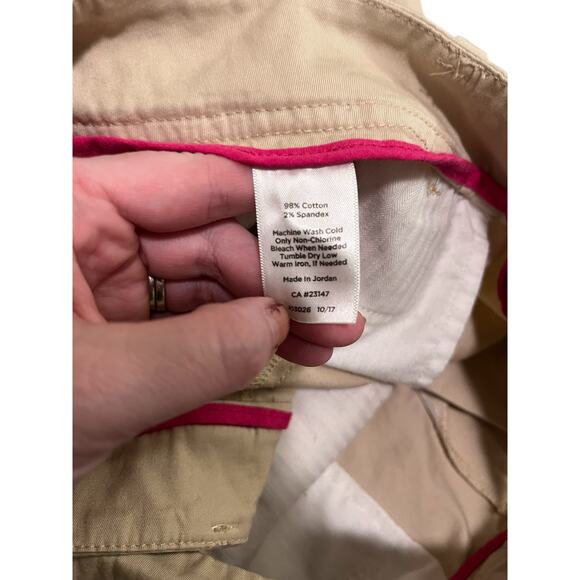 98% Cotton
2% Spandex
Machine Wash Cold
Only Non-Chlorine
Bleach When Needed
Tumble Dry Low
Warm Iron, If Needed
Made in Jordan
CA #23147
10/17